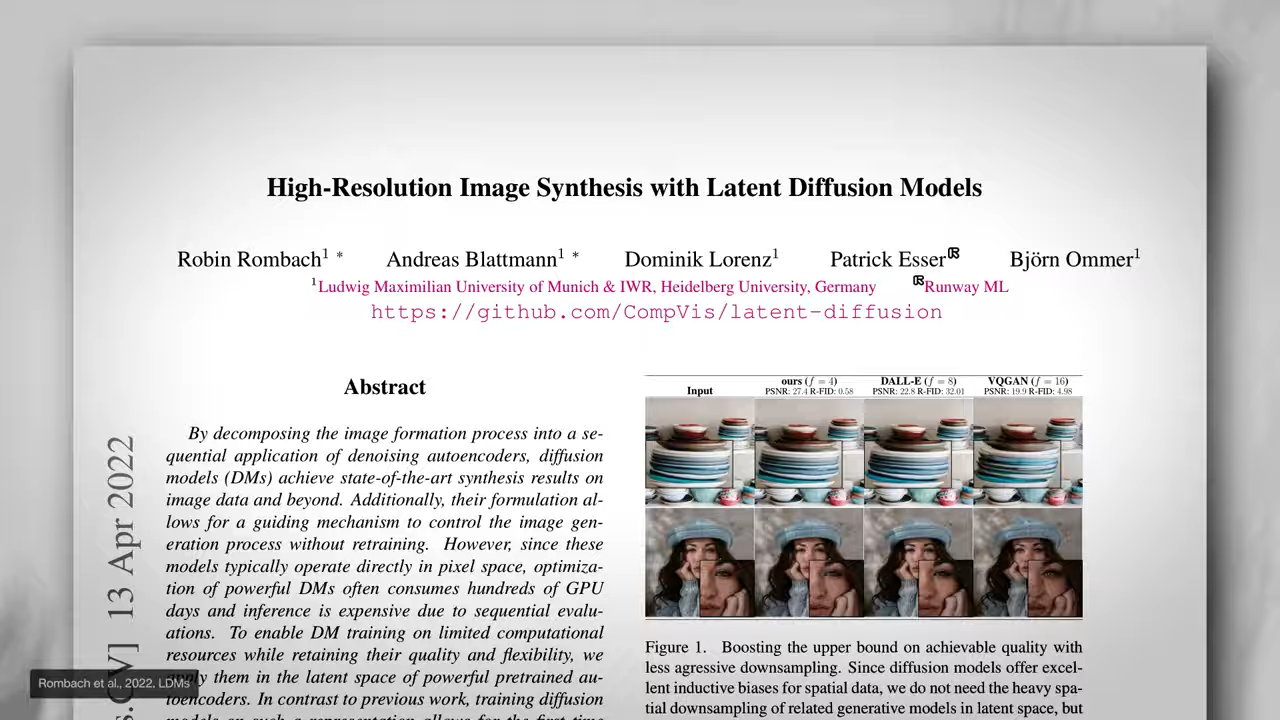 High-Resolution Image Synthesis with Latent Diffusion Models
Robin Rombach1 * Andreas Blattmann1 * Dominik Lorenz1 Patrick Esser Björn Ommer1
1Ludwig Maximilian University of Munich & IWR, Heidelberg University, Germany Runway ML
https://github.com/CompVis/latent-diffusion
Abstract
By decomposing the image formation process into a se-
quential application of denoising autoencoders, diffusion
models (DMs) achieve state-of-the-art synthesis results on
image data and beyond. Additionally, their formulation al-
lows for a guiding mechanism to control the image gen-
eration process without retraining. However, since these
models typically operate directly in pixel space, optimiza-
tion of powerful DMs often consumes hundreds of GPU
days and inference is expensive due to sequential evalu-
ations. To enable DM training on limited computational
resources while retaining their quality and flexibility, we
apply them in the latent space of powerful pretrained au-
toencoders. In contrast to previous work, training diffusion
models on such a representation allows for the first time
Input ours (f = 4) DALL-E (f = 8) VQGAN (f = 16)
PSNR: 27.4 R-FID: 0.58 PSNR: 22.8 R-FID: 32.01 PSNR: 19.9 R-FID: 4.98
Figure 1. Boosting the upper bound on achievable quality with
less agressive downsampling. Since diffusion models offer excel-
lent inductive biases for spatial data, we do not need the heavy spa-
tial downsampling of related generative models in latent space, but
s.CV] 13 Apr 2022
Rombach et al., 2022, LDMs